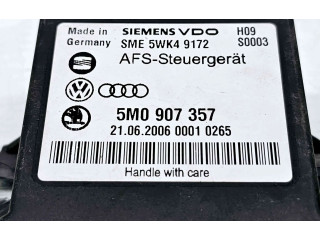 Made in Germany
SIEMENS VDO H09
SME 5WK4 9172 S0003
AFS-Steuergerät
5M0 907 357
21.06.2006 0001 0265
Handle with care